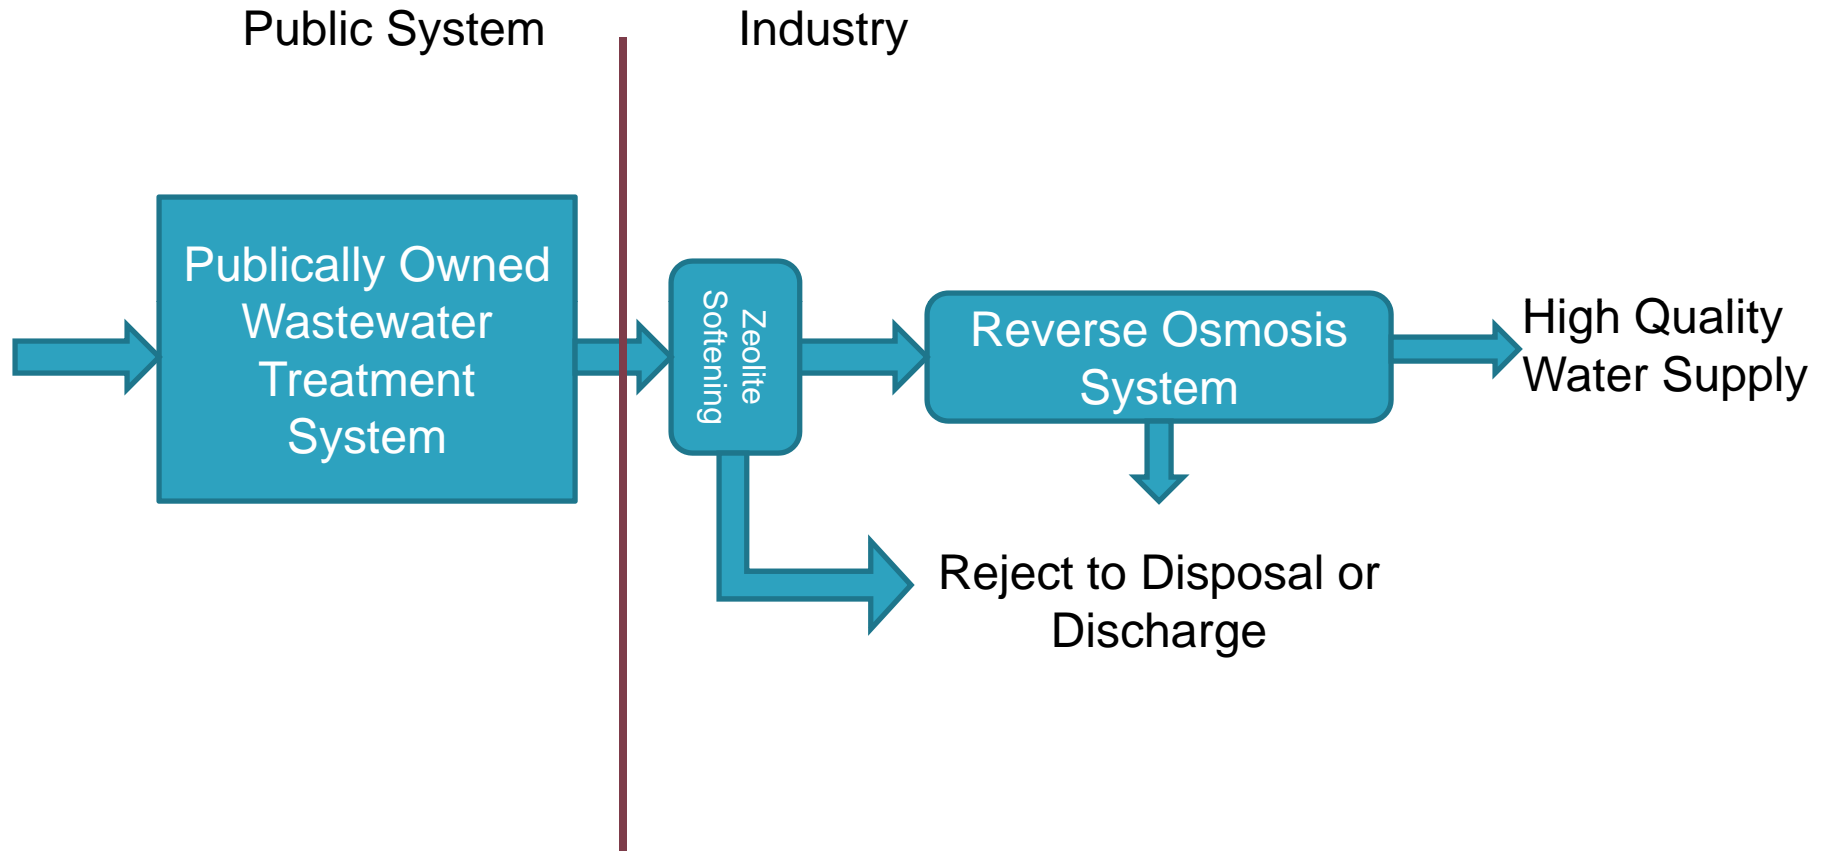 Public System
Industry
Publically Owned
Wastewater
Treatment
System
Zeolite
Softening
Reverse Osmosis
System
High Quality
Water Supply
Reject to Disposal or
Discharge